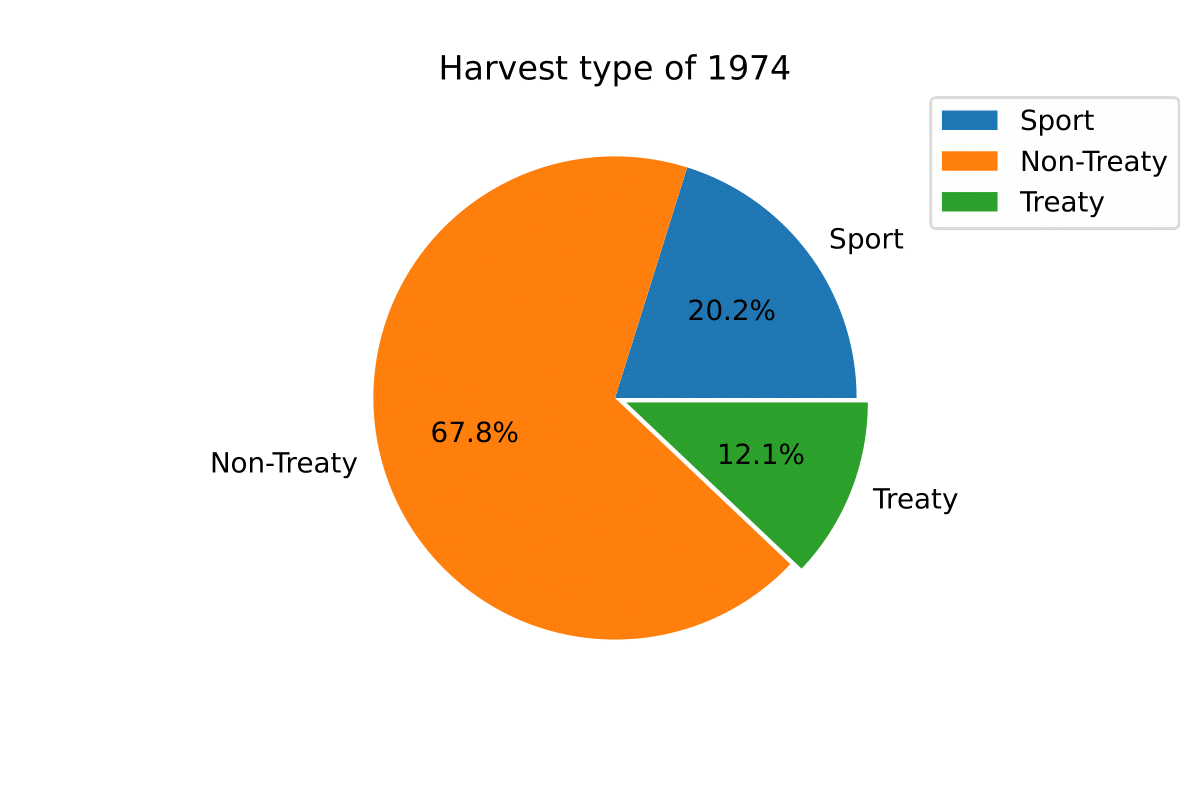 Harvest type of 1974
Sport
Non-Treaty
Treaty
Sport
20.2%
67.8%
Non-Treaty
12.1%
Treaty